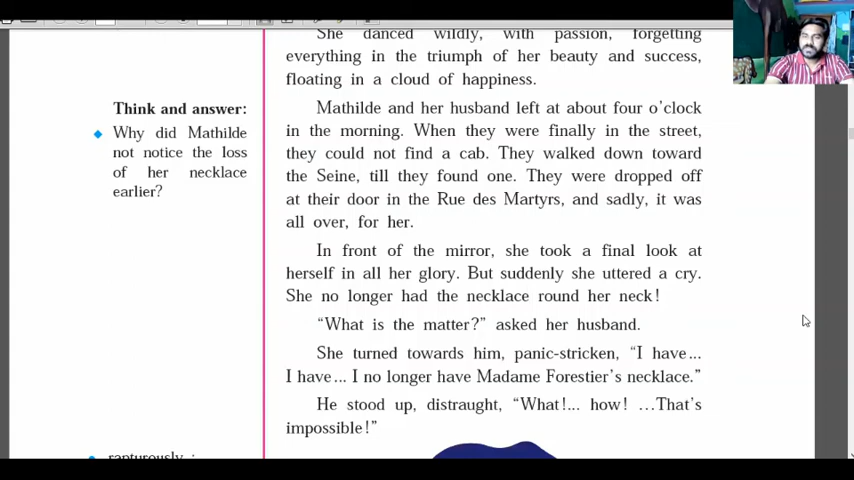 She danced wildly, with passion, forgetting
everything in the triumph of her beauty and success,
floating in a cloud of happiness.
Think and answer:
Why did Mathilde
not notice the loss
of her necklace
earlier?
Mathilde and her husband left at about four o’clock
in the morning. When they were finally in the street,
they could not find a cab. They walked down toward
the Seine, till they found one. They were dropped off
at their door in the Rue des Martyrs, and sadly, it was
all over, for her.
In front of the mirror, she took a final look at
herself in all her glory. But suddenly she uttered a cry.
She no longer had the necklace round her neck!
“What is the matter?” asked her husband.
She turned towards him, panic-stricken, “I have...
I have... I no longer have Madame Forestier’s necklace.”
He stood up, distraught, “What!... how! ...That’s
impossible!”
rapturously :